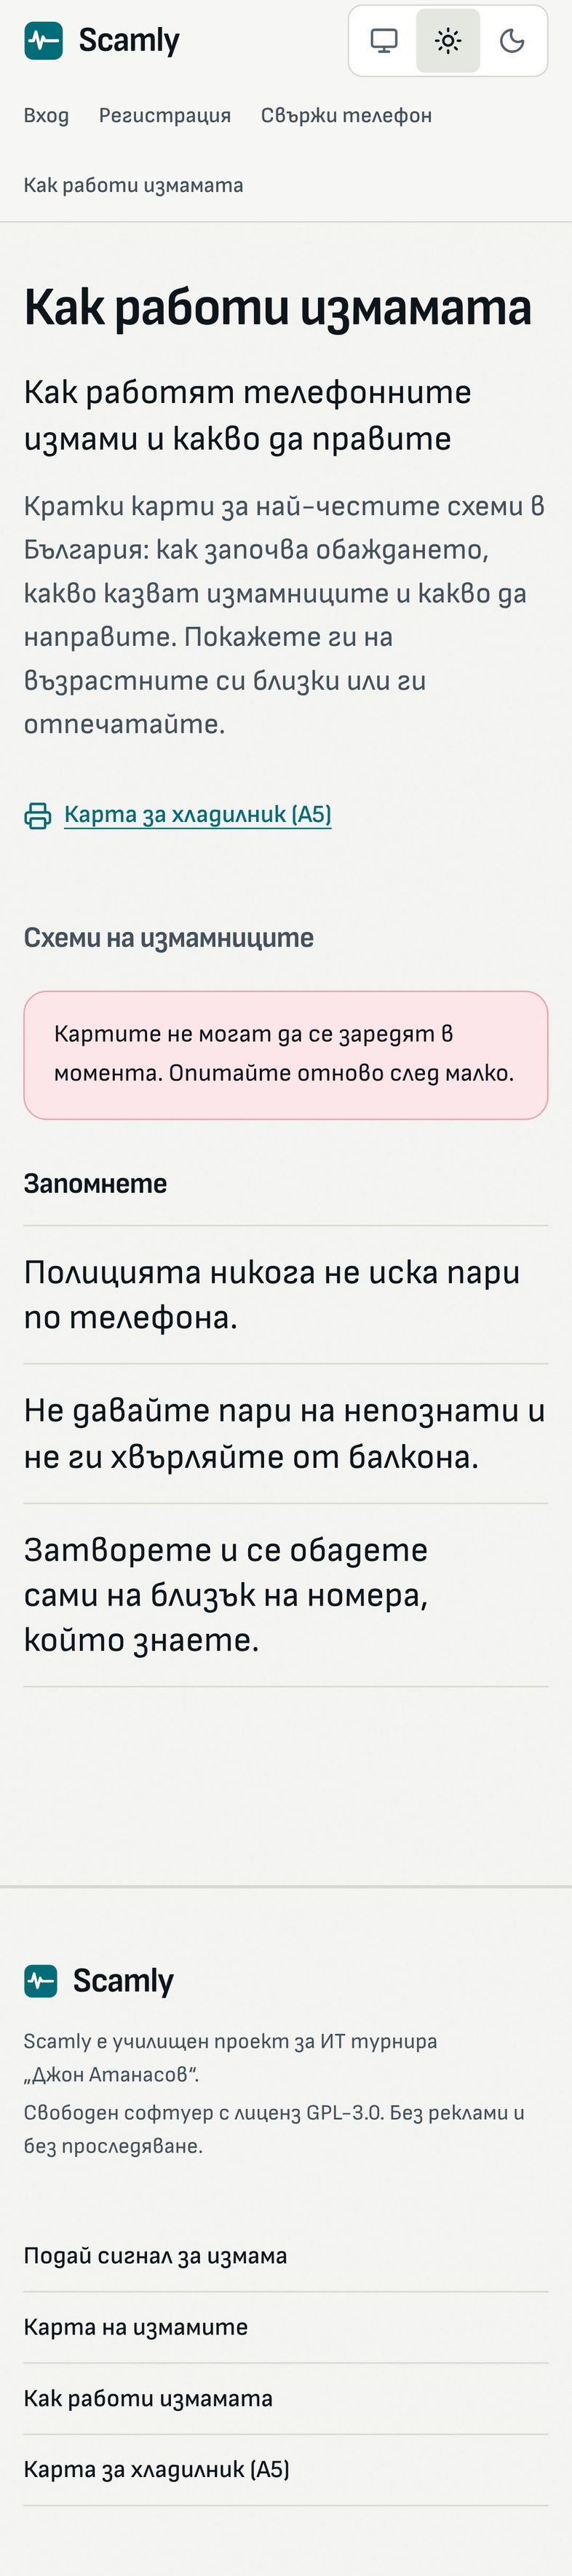 Scamly
Вход Регистрация Свържи телефон
Как работи измамата
Как работи измамата
Как работят телефонните
измами и какво да правите
Кратки карти за най-честите схеми в
България: как започва обаждането,
какво казват измамниците и какво да
направите. Покажете ги на
възрастните си близки или ги
отпечатайте.
Карта за хладилник (А5)
Схеми на измамниците
Картите не могат да се заредят в
момента. Опитайте отново след малко.
Запомнете
Полицията никога не иска пари
по телефона.
Не давайте пари на непознати и
не ги хвърляйте от балкона.
Затворете и се обадете
сами на близък на номера,
който знаете.
Scamly
Scamly е училищен проект за ИТ турнира
„Джон Атанасов“.
Свободен софтуер с лиценз GPL-3.0. Без реклами и
без проследяване.
Подай сигнал за измама
Карта на измамите
Как работи измамата
Карта за хладилник (А5)